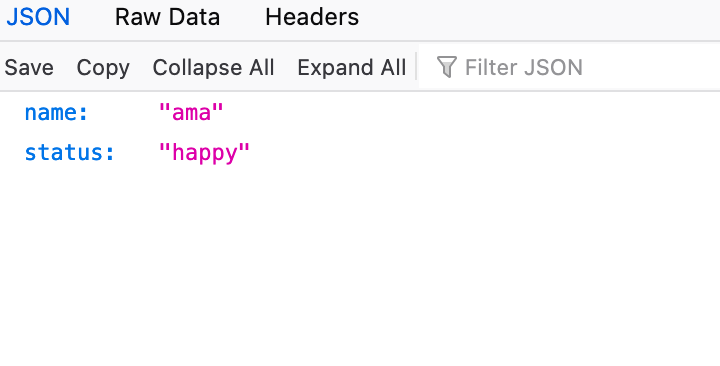 JSON Raw Data Headers
Save Copy Collapse All Expand All Filter JSON
name: "ama"
status: "happy"